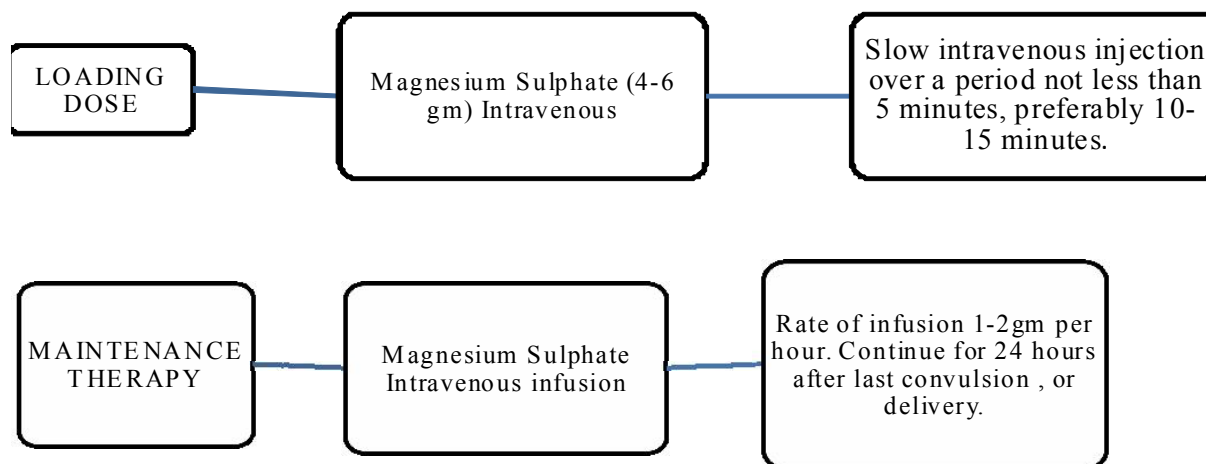 LOADING
DOSE
Magnesium Sulphate (4-6
gm) Intravenous
Slow intravenous injection
over a period not less than
5 minutes, preferably 10-
15 minutes.
MAINTENANCE
THERAPY
Magnesium Sulphate
Intravenous infusion
Rate of infusion 1-2gm per
hour. Continue for 24 hours
after last convulsion , or
delivery.